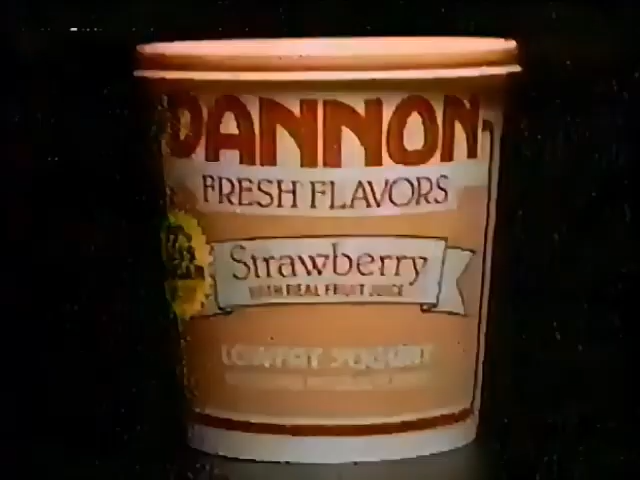 DANNON
FRESH FLAVORS
Strawberry
WITH REAL FRUIT JUICE
LOWFAT YOGURT